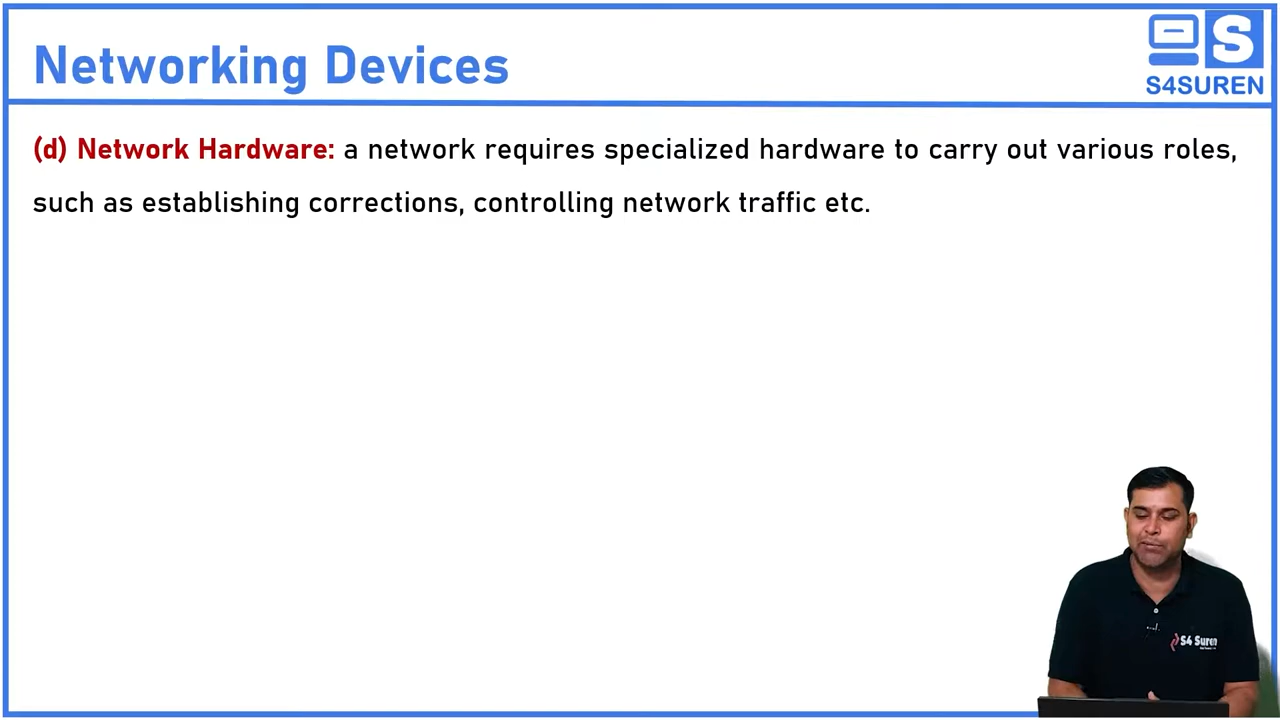 Networking Devices
S
S4SUREN
(d) Network Hardware: a network requires specialized hardware to carry out various roles,
such as establishing corrections, controlling network traffic etc.
S4 Suren